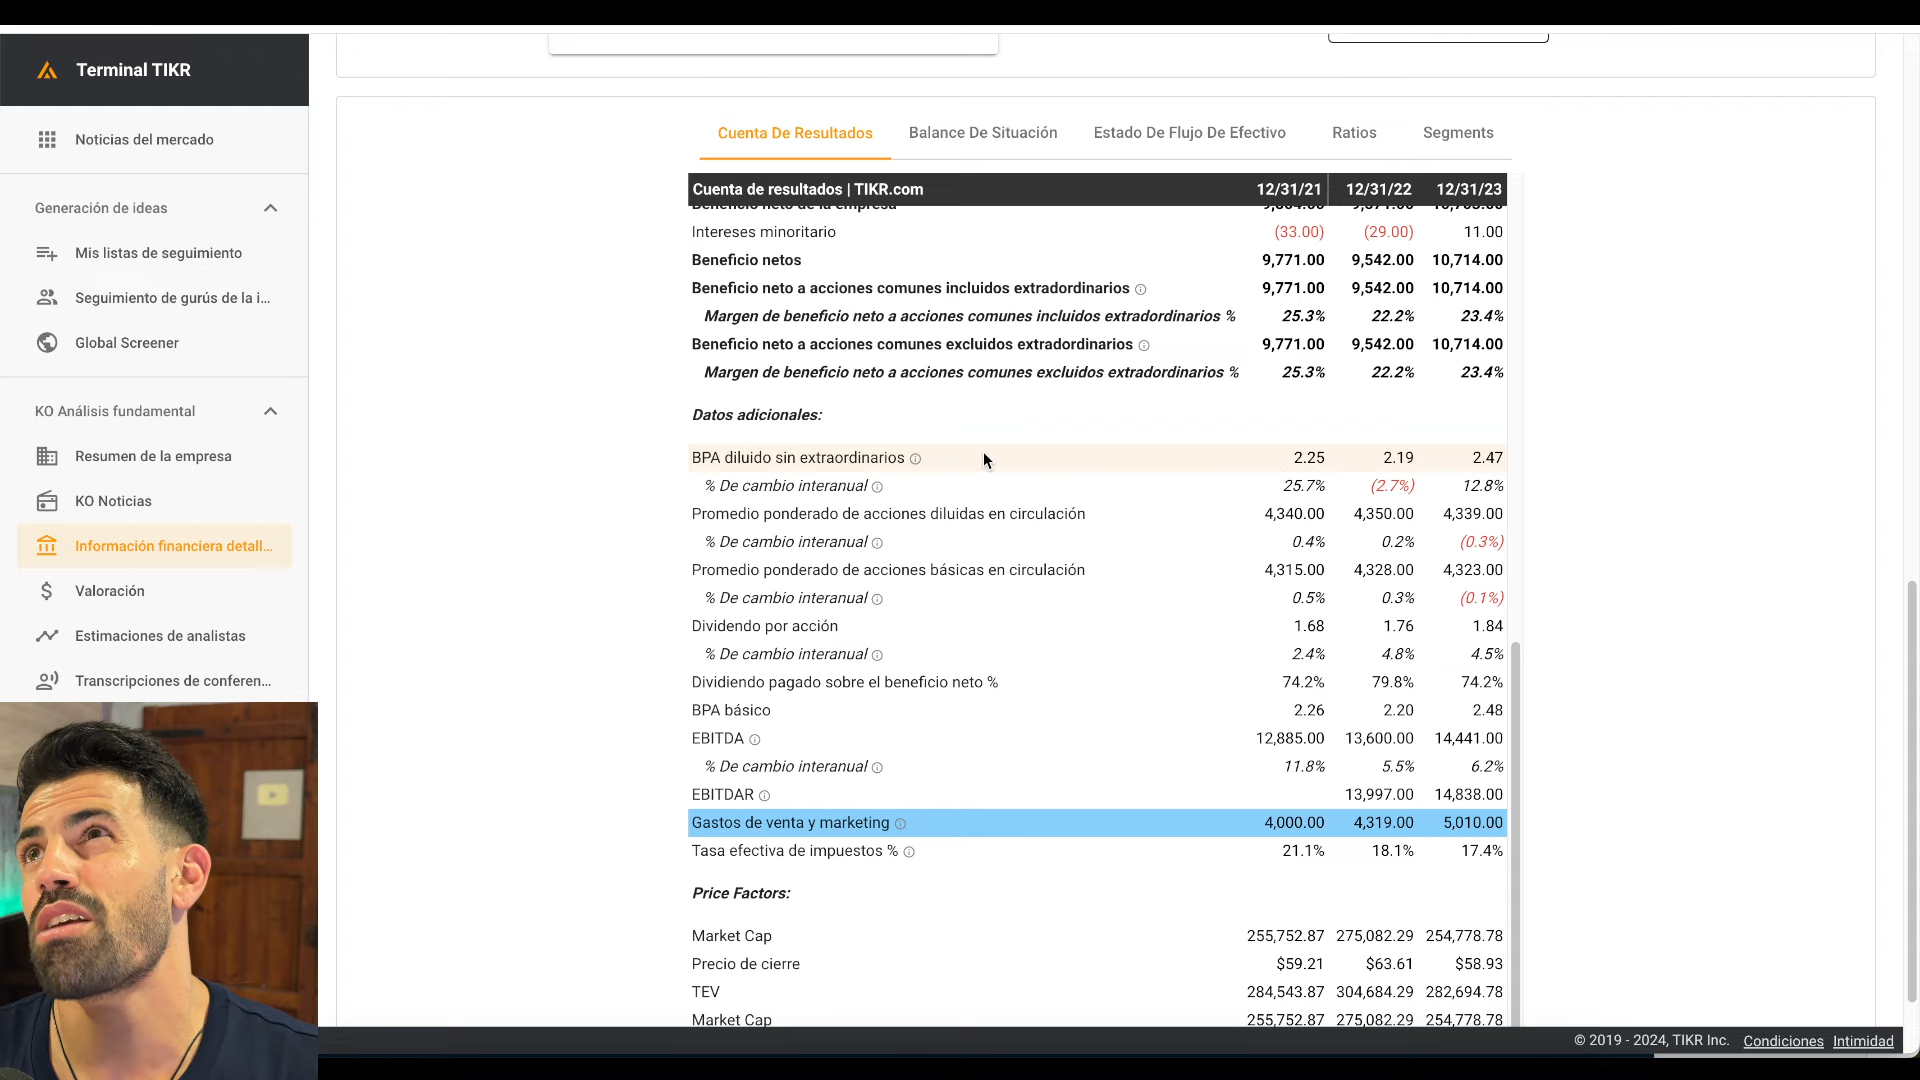 Terminal TIKR
Noticias del mercado
Generación de ideas
Mis listas de seguimiento
Seguimiento de gurús de la i...
Global Screener
KO Análisis fundamental
Resumen de la empresa
KO Noticias
Información financiera detall...
Valoración
Estimaciones de analistas
Transcripciones de conferen...
Cuenta De Resultados Balance De Situación Estado De Flujo De Efectivo Ratios Segments
Cuenta de resultados | TIKR.com 12/31/21 12/31/22 12/31/23
Intereses minoritario (33.00) (29.00) 11.00
Beneficio netos 9,771.00 9,542.00 10,714.00
Beneficio neto a acciones comunes incluidos extradordinarios 9,771.00 9,542.00 10,714.00
Margen de beneficio neto a acciones comunes incluidos extradordinarios % 25.3% 22.2% 23.4%
Beneficio neto a acciones comunes excluidos extradordinarios 9,771.00 9,542.00 10,714.00
Margen de beneficio neto a acciones comunes excluidos extradordinarios % 25.3% 22.2% 23.4%
Datos adicionales:
BPA diluido sin extraordinarios 2.25 2.19 2.47
% De cambio interanual 25.7% (2.7%) 12.8%
Promedio ponderado de acciones diluidas en circulación 4,340.00 4,350.00 4,339.00
% De cambio interanual 0.4% 0.2% (0.3%)
Promedio ponderado de acciones básicas en circulación 4,315.00 4,328.00 4,323.00
% De cambio interanual 0.5% 0.3% (0.1%)
Dividendo por acción 1.68 1.76 1.84
% De cambio interanual 2.4% 4.8% 4.5%
Dividiendo pagado sobre el beneficio neto % 74.2% 79.8% 74.2%
BPA básico 2.26 2.20 2.48
EBITDA 12,885.00 13,600.00 14,441.00
% De cambio interanual 11.8% 5.5% 6.2%
EBITDAR 13,997.00 14,838.00
Gastos de venta y marketing 4,000.00 4,319.00 5,010.00
Tasa efectiva de impuestos % 21.1% 18.1% 17.4%
Price Factors:
Market Cap 255,752.87 275,082.29 254,778.78
Precio de cierre $59.21 $63.61 $58.93
TEV 284,543.87 304,684.29 282,694.78
Market Cap 255,752.87 275,082.29 254,778.78
© 2019 - 2024, TIKR Inc. Condiciones Intimidad